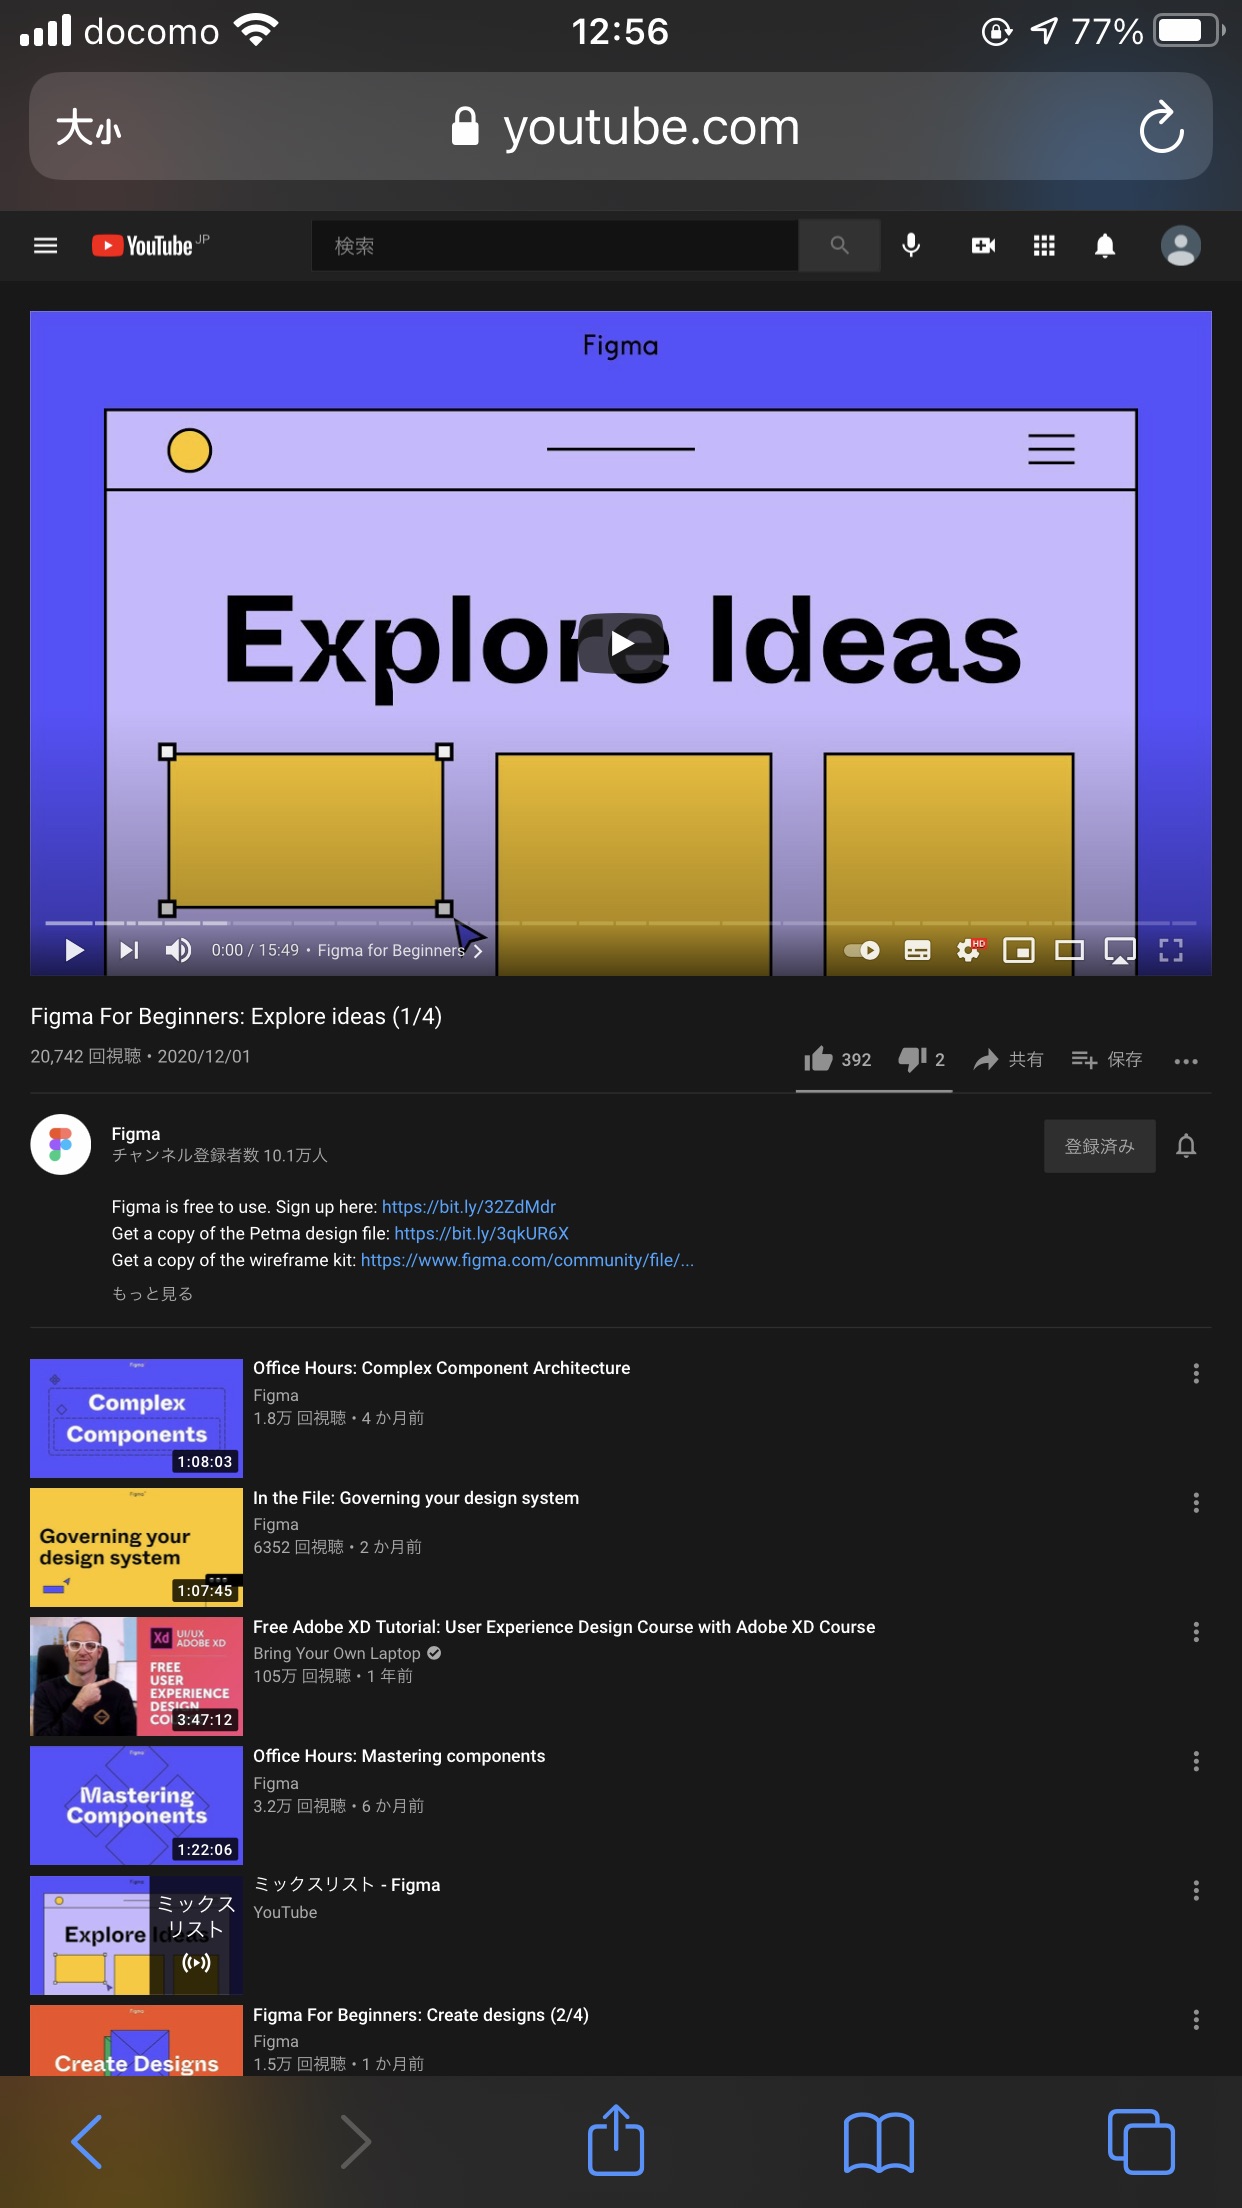 docomo
12:56
77%
大小
youtube.com
YouTube JP
検索
Figma
Explore Ideas
0:00 / 15:49 • Figma for Beginners
HD
Figma For Beginners: Explore ideas (1/4)
20,742 回視聴 • 2020/12/01
392
2
共有
保存
Figma
チャンネル登録者数 10.1万人
登録済み
Figma is free to use. Sign up here: https://bit.ly/32ZdMdr
Get a copy of the Petma design file: https://bit.ly/3qkUR6X
Get a copy of the wireframe kit: https://www.figma.com/community/file/...
もっと見る
Figma
Complex
Components
1:08:03
Office Hours: Complex Component Architecture
Figma
1.8万 回視聴 • 4 か月前
Figma
Governing your
design system
1:07:45
In the File: Governing your design system
Figma
6352 回視聴 • 2 か月前
Xd
UI/UX
ADOBE XD
FREE
USER
EXPERIENCE
DESIGN
CO
3:47:12
Free Adobe XD Tutorial: User Experience Design Course with Adobe XD Course
Bring Your Own Laptop
105万 回視聴 • 1 年前
Figma
Mastering
Components
1:22:06
Office Hours: Mastering components
Figma
3.2万 回視聴 • 6 か月前
Figma
Explore Ideas
ミックス
リスト
ミックスリスト - Figma
YouTube
Figma
Create Designs
Figma For Beginners: Create designs (2/4)
Figma
1.5万 回視聴 • 1 か月前